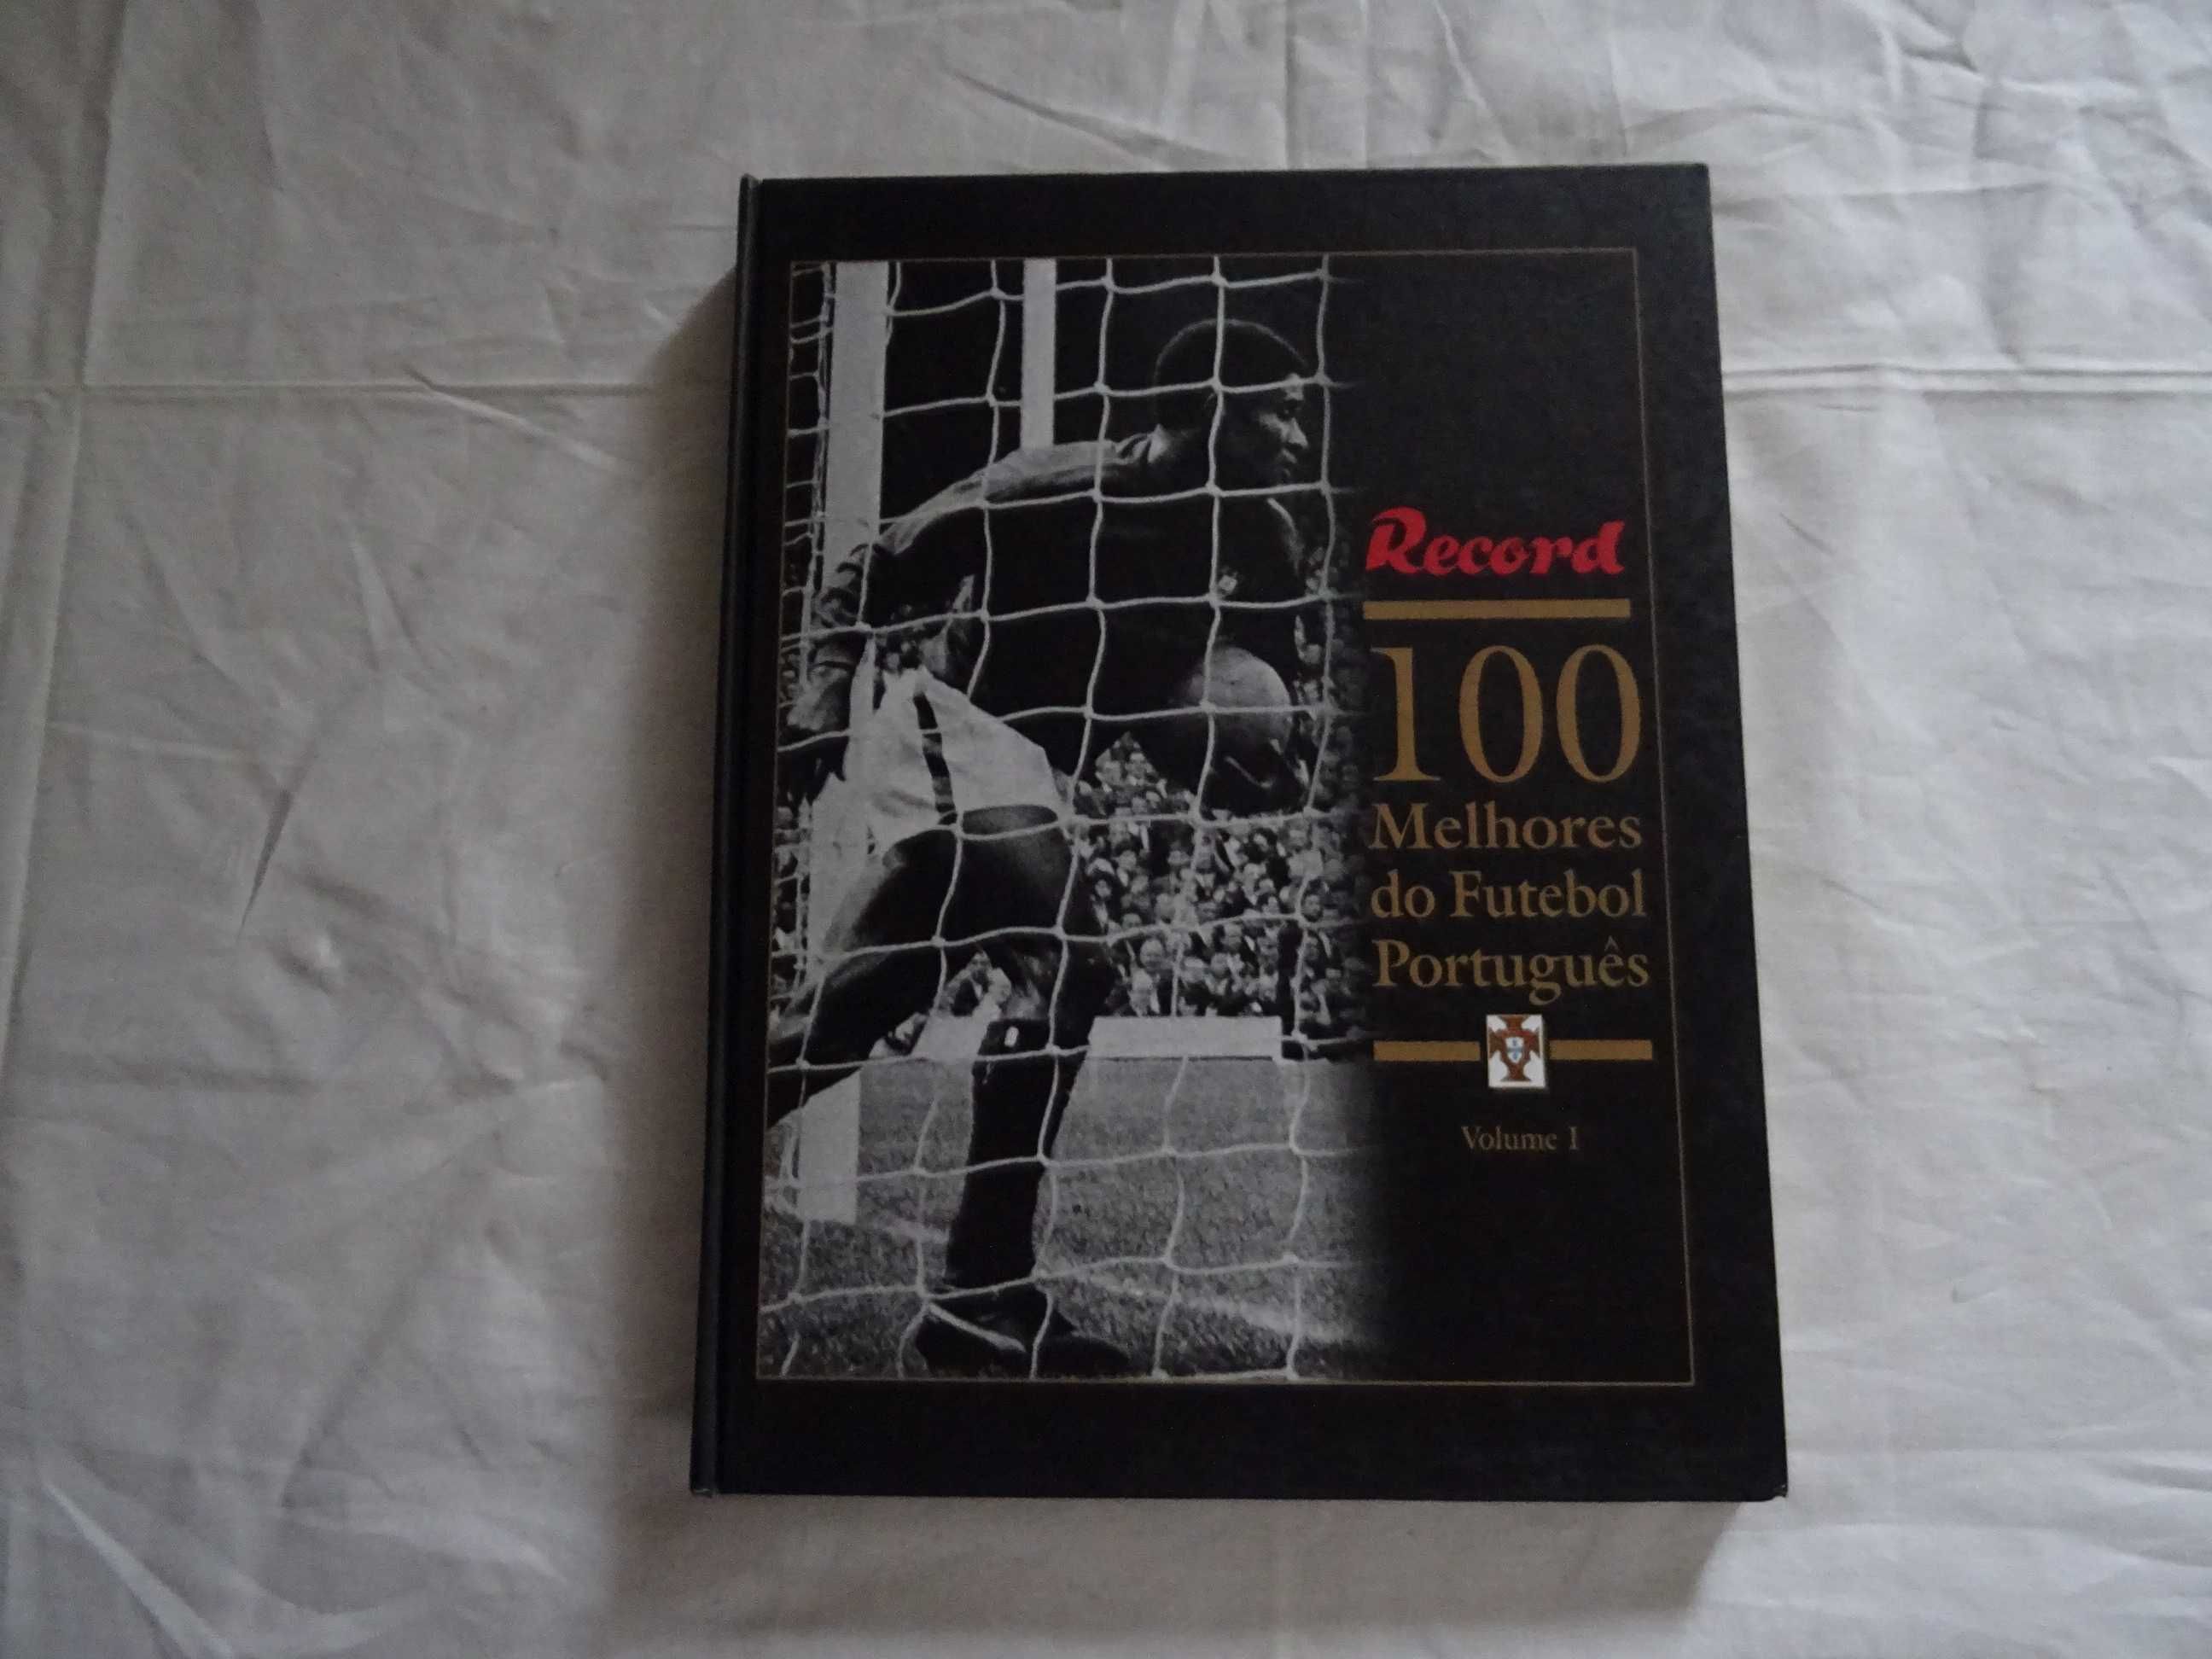 Record
100
Melhores
do Futebol
Português
Volume I